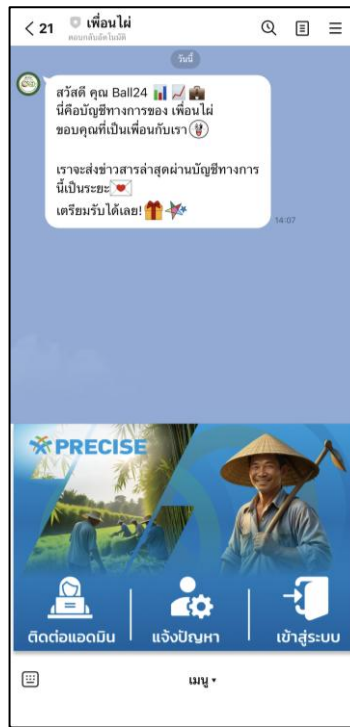 21 เพื่อนไผ่
ตอบกลับอัตโนมัติ
วันนี้
สวัสดี คุณ Ball24
นี่คือบัญชีทางการของ เพื่อนไผ่
ขอบคุณที่เป็นเพื่อนกับเรา
เราจะส่งข่าวสารล่าสุดผ่านบัญชีทางการ
นี้เป็นระยะ
เตรียมรับได้เลย!
14:07
PRECISE
ติดต่อแอดมิน แจ้งปัญหา เข้าสู่ระบบ
เมนู